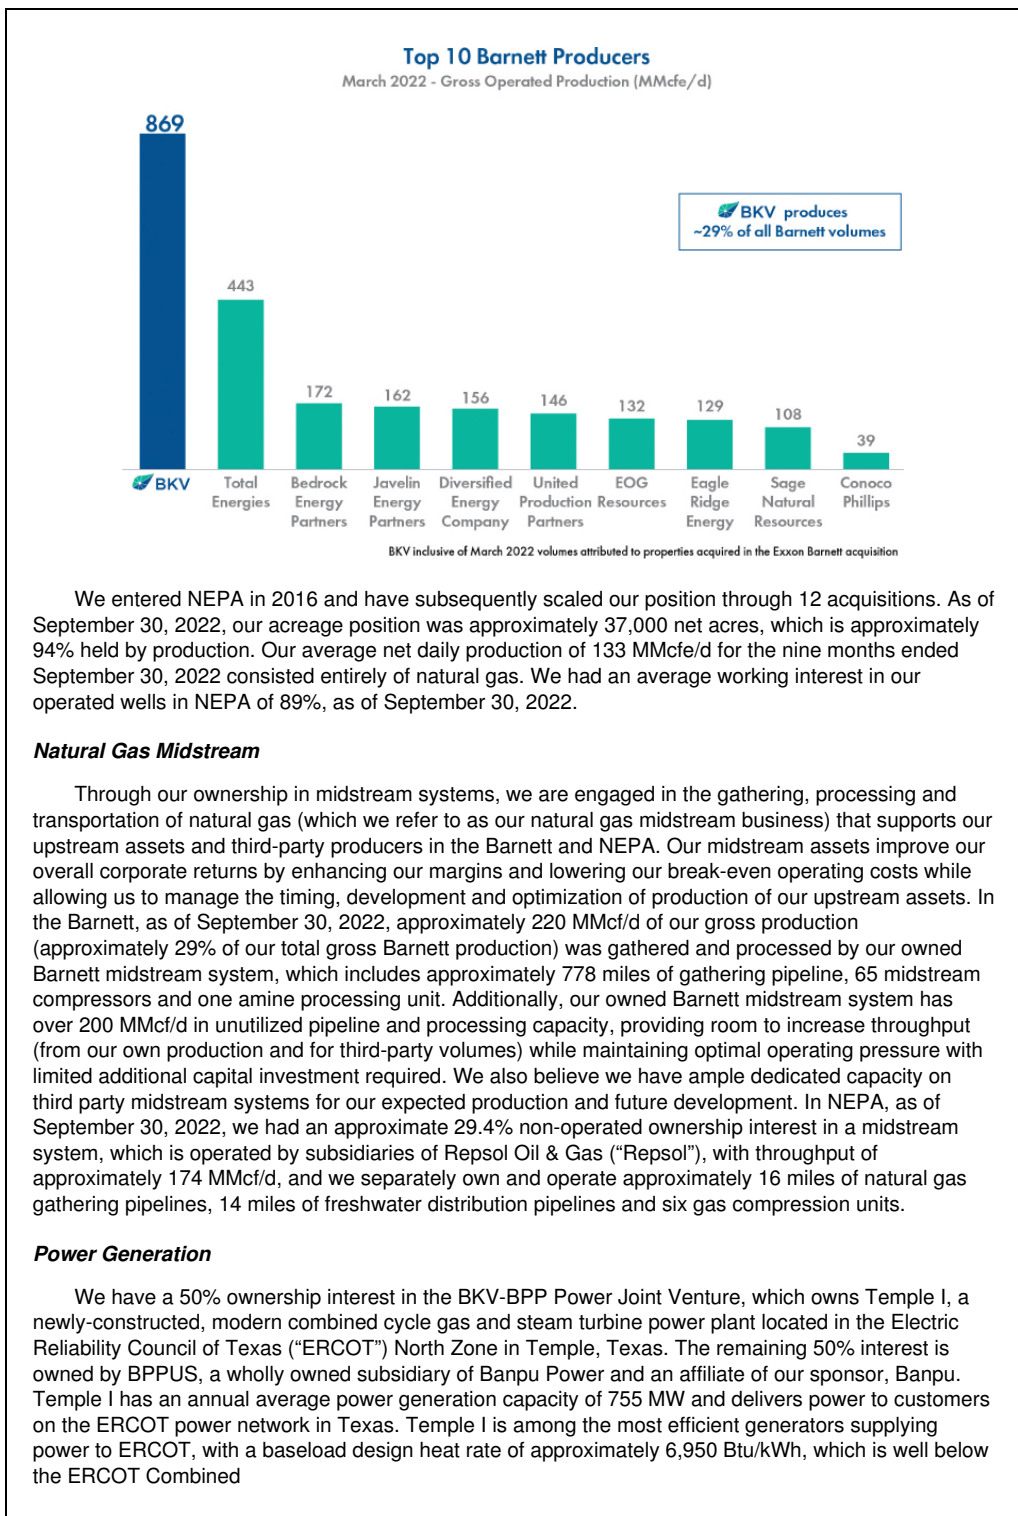 Top 10 Barnett Producers
March 2022 - Gross Operated Production (MMcfe/d)
869
BKV produces
~29% of all Barnett volumes
443
172
162
156
146
132
129
108
39
BKV
Total
Energies
Bedrock
Energy
Partners
Javelin
Energy
Partners
Diversified
Energy
Company
United
Production
Partners
EOG
Resources
Eagle
Ridge
Energy
Sage
Natural
Resources
Conoco
Phillips
BKV inclusive of March 2022 volumes attributed to properties acquired in the Exxon Barnett acquisition
We entered NEPA in 2016 and have subsequently scaled our position through 12 acquisitions. As of
September 30, 2022, our acreage position was approximately 37,000 net acres, which is approximately
94% held by production. Our average net daily production of 133 MMcfe/d for the nine months ended
September 30, 2022 consisted entirely of natural gas. We had an average working interest in our
operated wells in NEPA of 89%, as of September 30, 2022.
Natural Gas Midstream
Through our ownership in midstream systems, we are engaged in the gathering, processing and
transportation of natural gas (which we refer to as our natural gas midstream business) that supports our
upstream assets and third-party producers in the Barnett and NEPA. Our midstream assets improve our
overall corporate returns by enhancing our margins and lowering our break-even operating costs while
allowing us to manage the timing, development and optimization of production of our upstream assets. In
the Barnett, as of September 30, 2022, approximately 220 MMcf/d of our gross production
(approximately 29% of our total gross Barnett production) was gathered and processed by our owned
Barnett midstream system, which includes approximately 778 miles of gathering pipeline, 65 midstream
compressors and one amine processing unit. Additionally, our owned Barnett midstream system has
over 200 MMcf/d in unutilized pipeline and processing capacity, providing room to increase throughput
(from our own production and for third-party volumes) while maintaining optimal operating pressure with
limited additional capital investment required. We also believe we have ample dedicated capacity on
third party midstream systems for our expected production and future development. In NEPA, as of
September 30, 2022, we had an approximate 29.4% non-operated ownership interest in a midstream
system, which is operated by subsidiaries of Repsol Oil & Gas (“Repsol”), with throughput of
approximately 174 MMcf/d, and we separately own and operate approximately 16 miles of natural gas
gathering pipelines, 14 miles of freshwater distribution pipelines and six gas compression units.
Power Generation
We have a 50% ownership interest in the BKV-BPP Power Joint Venture, which owns Temple I, a
newly-constructed, modern combined cycle gas and steam turbine power plant located in the Electric
Reliability Council of Texas (“ERCOT”) North Zone in Temple, Texas. The remaining 50% interest is
owned by BPPUS, a wholly owned subsidiary of Banpu Power and an affiliate of our sponsor, Banpu.
Temple I has an annual average power generation capacity of 755 MW and delivers power to customers
on the ERCOT power network in Texas. Temple I is among the most efficient generators supplying
power to ERCOT, with a baseload design heat rate of approximately 6,950 Btu/kWh, which is well below
the ERCOT Combined